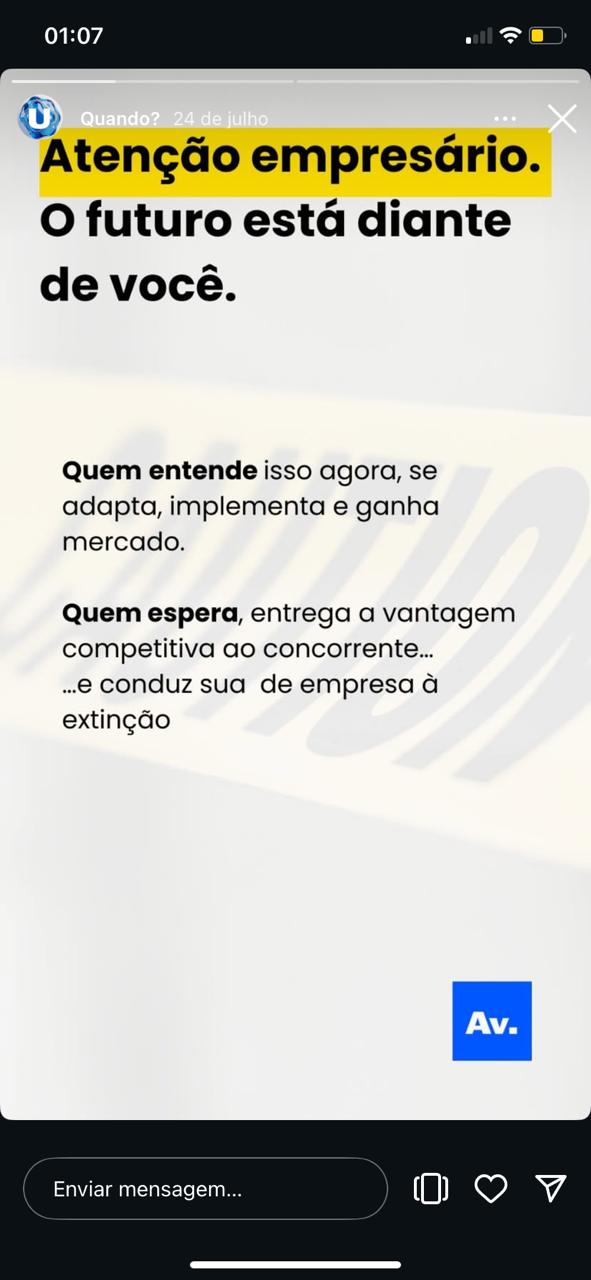 01:07
U
Quando? 24 de julho
Atenção empresário.
O futuro está diante
de você.
CAUTION
Quem entende isso agora, se
adapta, implementa e ganha
mercado.
Quem espera, entrega a vantagem
competitiva ao concorrente...
...e conduz sua  de empresa à
extinção
Av.
Enviar mensagem...